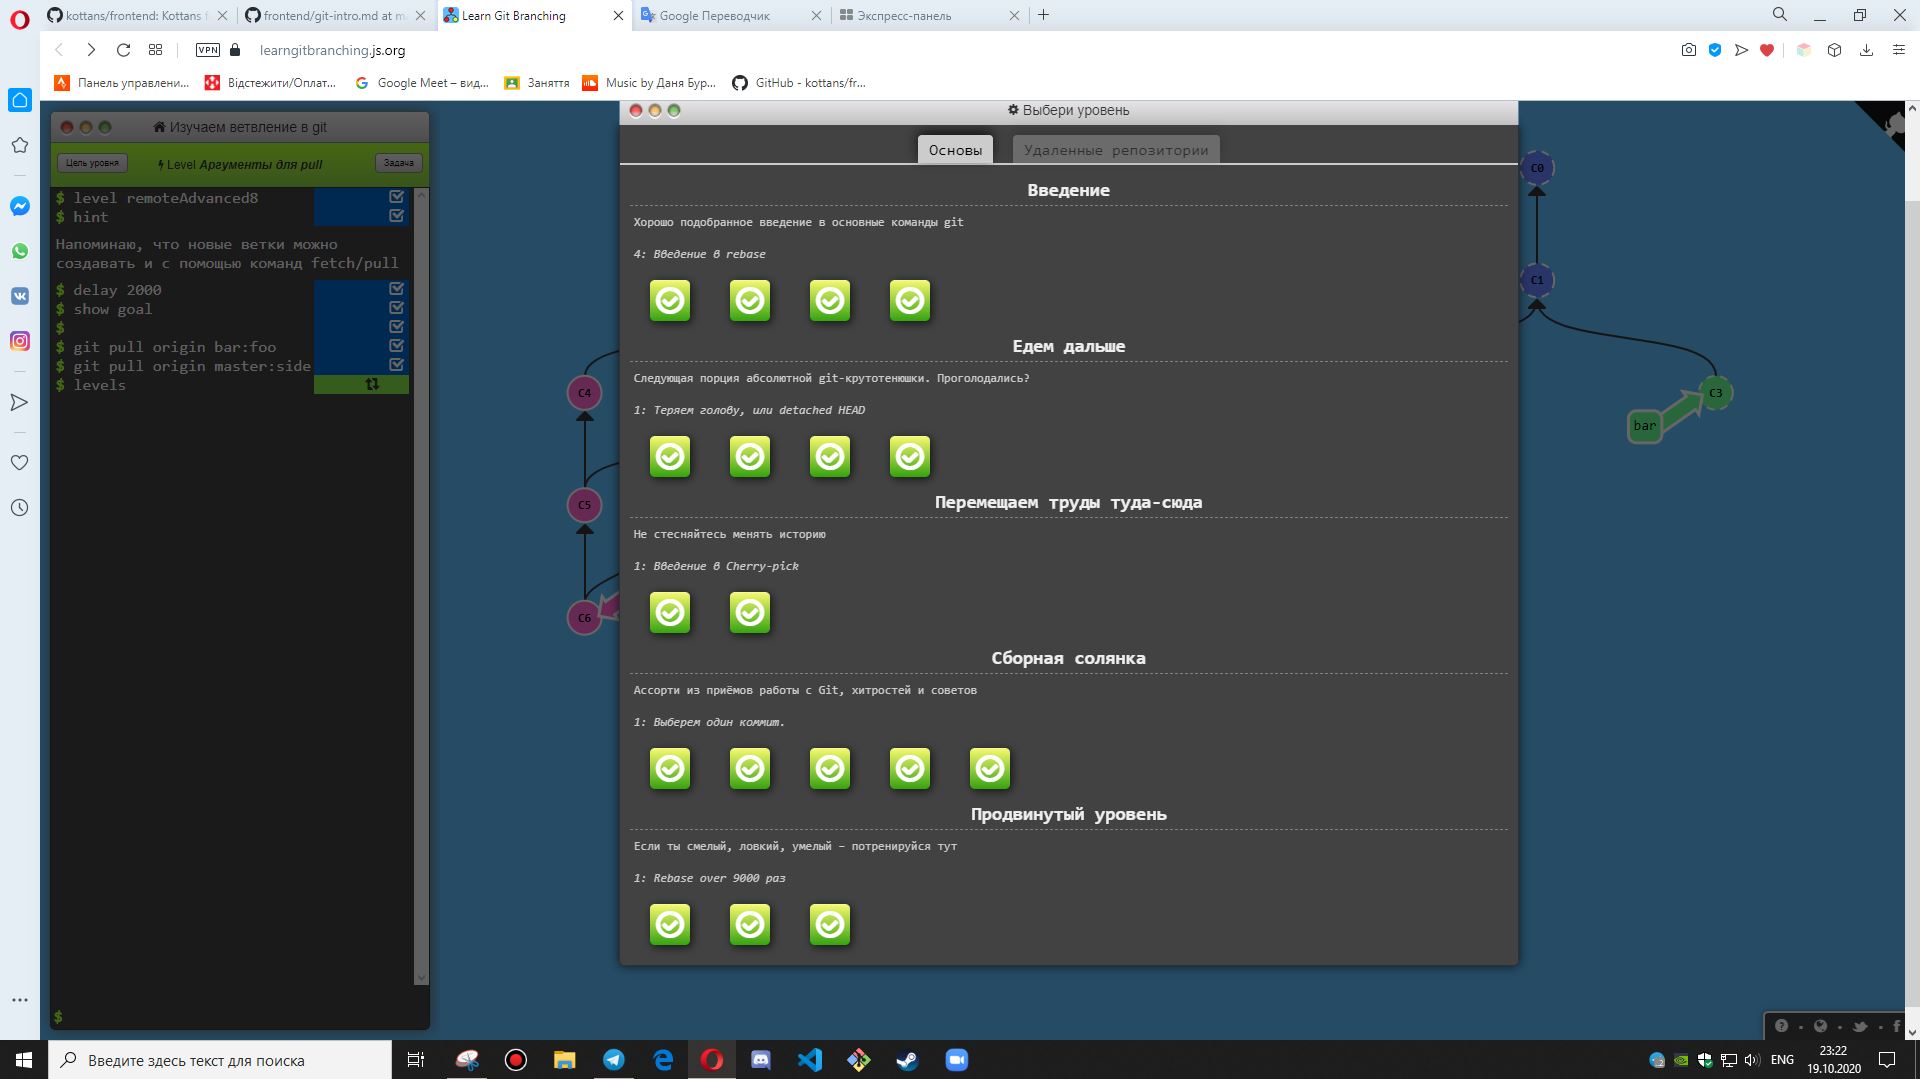 kottans/frontend: Kottans f
frontend/git-intro.md at ma
Learn Git Branching
Google Переводчик
Экспресс-панель
VPN
learngitbranching.js.org
Панель управлени...
Відстежити/Оплат...
Google Meet – вид...
Заняття
Music by Даня Бур...
GitHub - kottans/fr...
Изучаем ветвление в git
Цель уровня
Level Аргументы для pull
Задача
$ level remoteAdvanced8
$ hint
Напоминаю, что новые ветки можно
создавать и с помощью команд fetch/pull
$ delay 2000
$ show goal
$
$ git pull origin bar:foo
$ git pull origin master:side
$ levels
$
Выбери уровень
Основы
Удаленные репозитории
Введение
Хорошо подобранное введение в основные команды git
4: Введение в rebase
Едем дальше
Следующая порция абсолютной git-крутотенюшки. Проголодались?
1: Теряем голову, или detached HEAD
Перемещаем труды туда-сюда
Не стесняйтесь менять историю
1: Введение в Cherry-pick
Сборная солянка
Ассорти из приёмов работы с Git, хитростей и советов
1: Выберем один коммит.
Продвинутый уровень
Если ты смелый, ловкий, умелый – потренируйся тут
1: Rebase over 9000 раз
C4
C5
C6
C0
C1
C3
bar
Введите здесь текст для поиска
ENG
23:22
19.10.2020